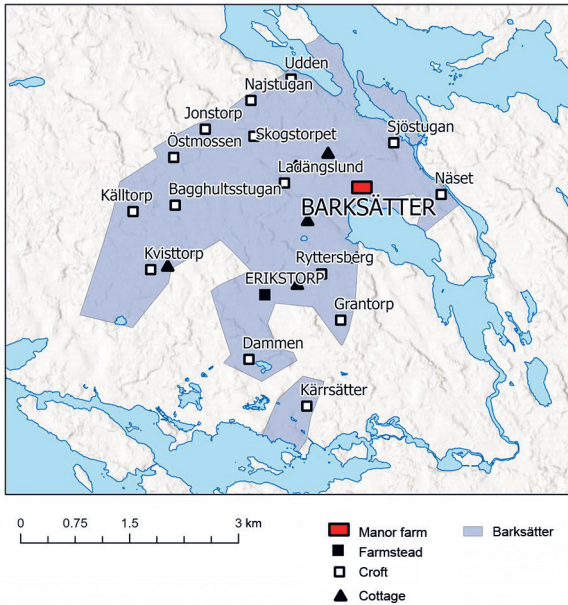 Udden
Najstugan
Jonstorp
Skogstorpet
Sjöstugan
Östmossen
Ladängslund
Näset
Källtorp
Bagghultsstugan
BARKSÄTTER
Kvisttorp
Ryttersberg
ERIKSTORP
Grantorp
Dammen
Kärrsätter
0 0.75 1.5 3 km
Manor farm
Barksätter
Farmstead
Croft
Cottage